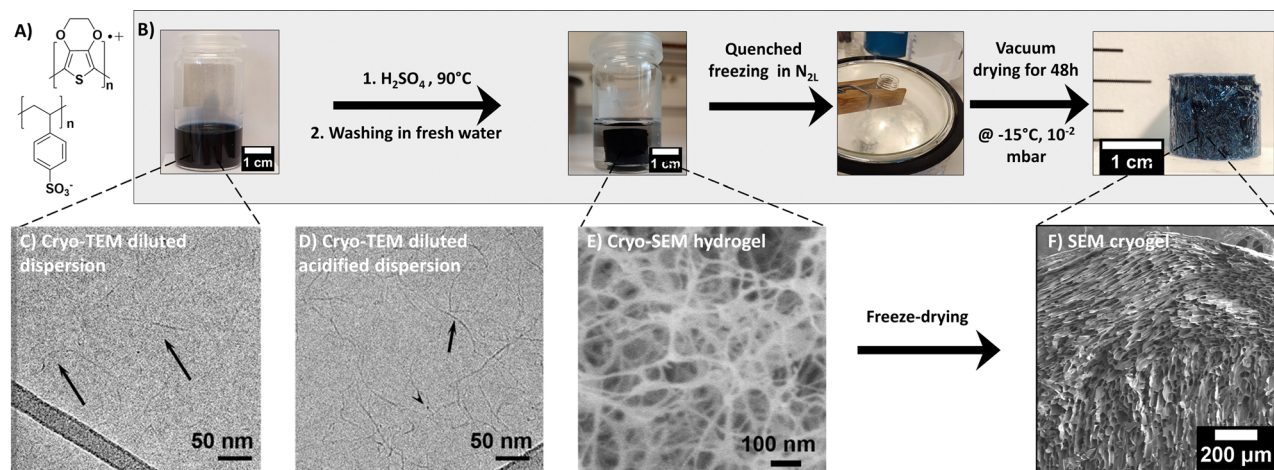 A)
O
O
•+
S
n
n
SO₃⁻
B)
1 cm
1. H₂SO₄ , 90°C
2. Washing in fresh water
1 cm
Quenched
freezing in N₂L
Vacuum
drying for 48h
@ -15°C, 10⁻²
mbar
1 cm
C) Cryo-TEM diluted
dispersion
50 nm
D) Cryo-TEM diluted
acidified dispersion
50 nm
E) Cryo-SEM hydrogel
100 nm
Freeze-drying
F) SEM cryogel
200 µm